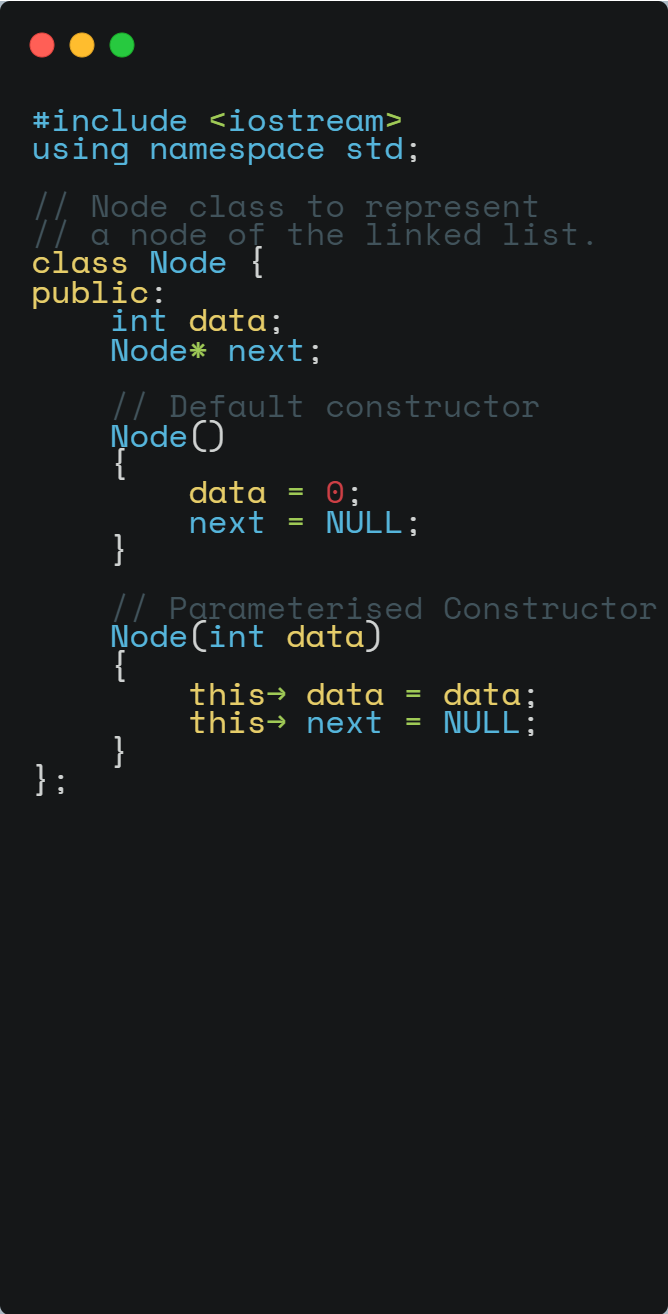 #include <iostream>
using namespace std;
// Node class to represent
// a node of the linked list.
class Node {
public:
    int data;
    Node* next;
    // Default constructor
    Node()
    {
        data = 0;
        next = NULL;
    }
    // Parameterised Constructor
    Node(int data)
    {
        this→ data = data;
        this→ next = NULL;
    }
};